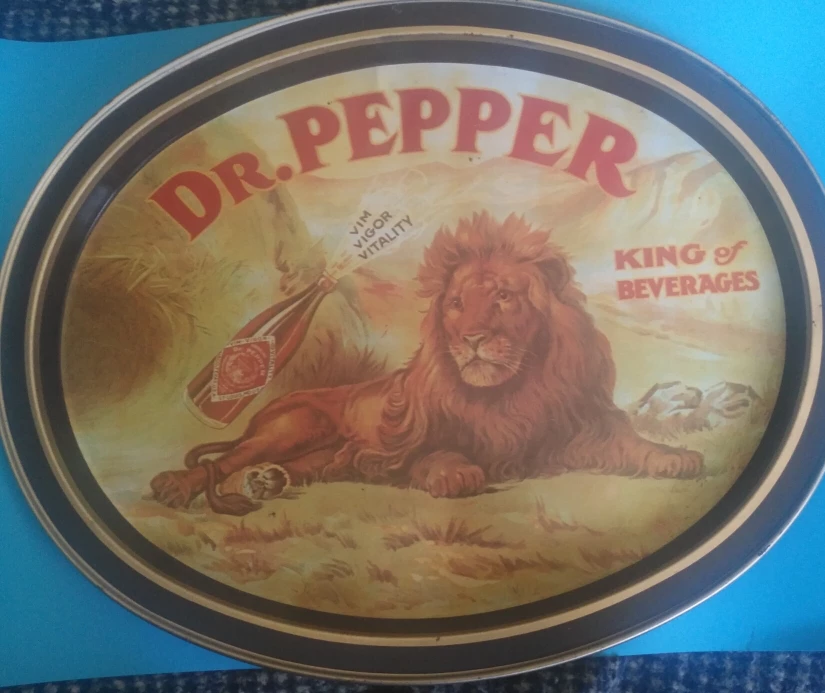 DR. PEPPER
VIM
VIGOR
VITALITY
KING of
BEVERAGES